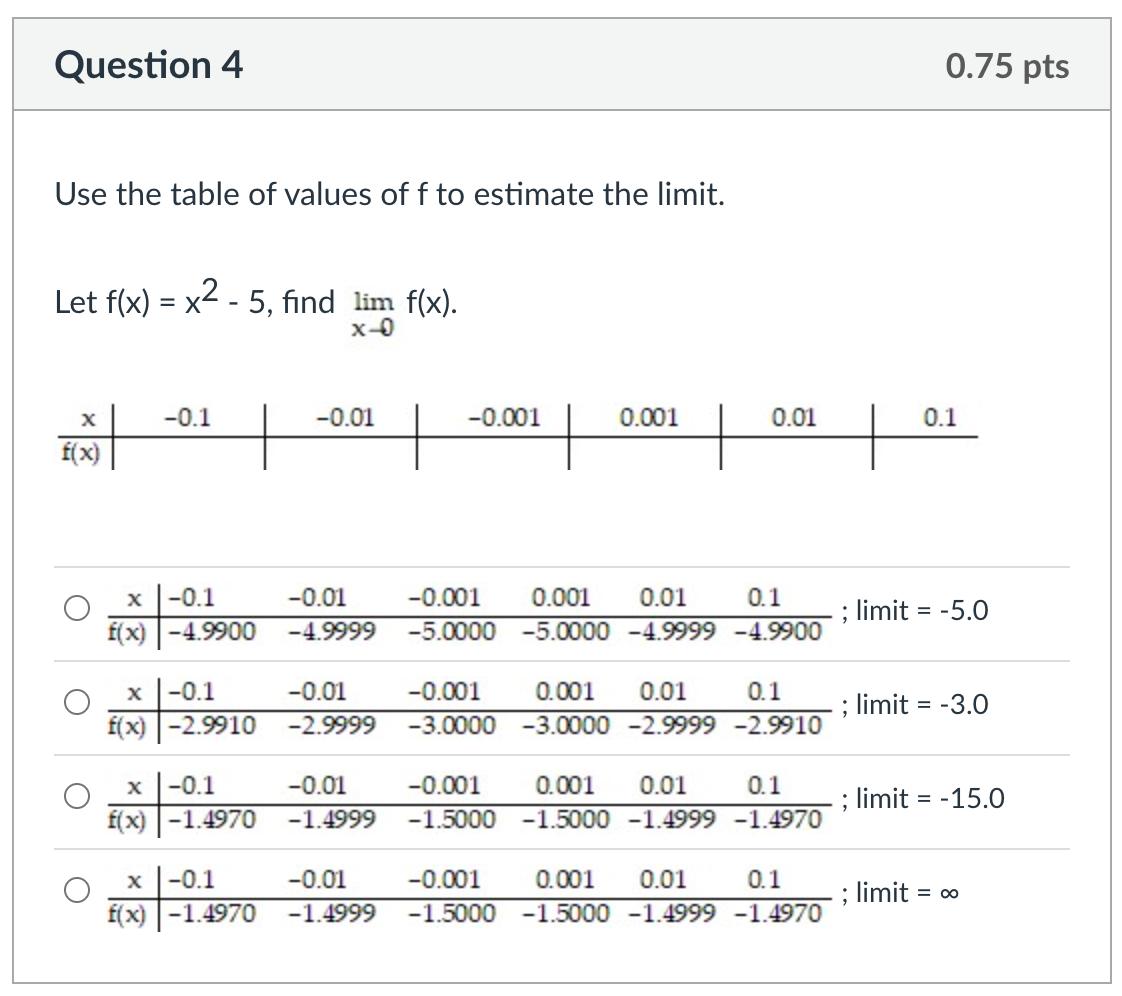 Question 4 0.75 pts
Use the table of values of f to estimate the limit.
Let f(x) = x2 - 5, find lim f(x).
x→0
x -0.1 -0.01 -0.001 0.001 0.01 0.1
f(x)
x -0.1 -0.01 -0.001 0.001 0.01 0.1
f(x) -4.9900 -4.9999 -5.0000 -5.0000 -4.9999 -4.9900 ; limit = -5.0
x -0.1 -0.01 -0.001 0.001 0.01 0.1
f(x) -2.9910 -2.9999 -3.0000 -3.0000 -2.9999 -2.9910 ; limit = -3.0
x -0.1 -0.01 -0.001 0.001 0.01 0.1
f(x) -1.4970 -1.4999 -1.5000 -1.5000 -1.4999 -1.4970 ; limit = -15.0
x -0.1 -0.01 -0.001 0.001 0.01 0.1
f(x) -1.4970 -1.4999 -1.5000 -1.5000 -1.4999 -1.4970 ; limit = ∞